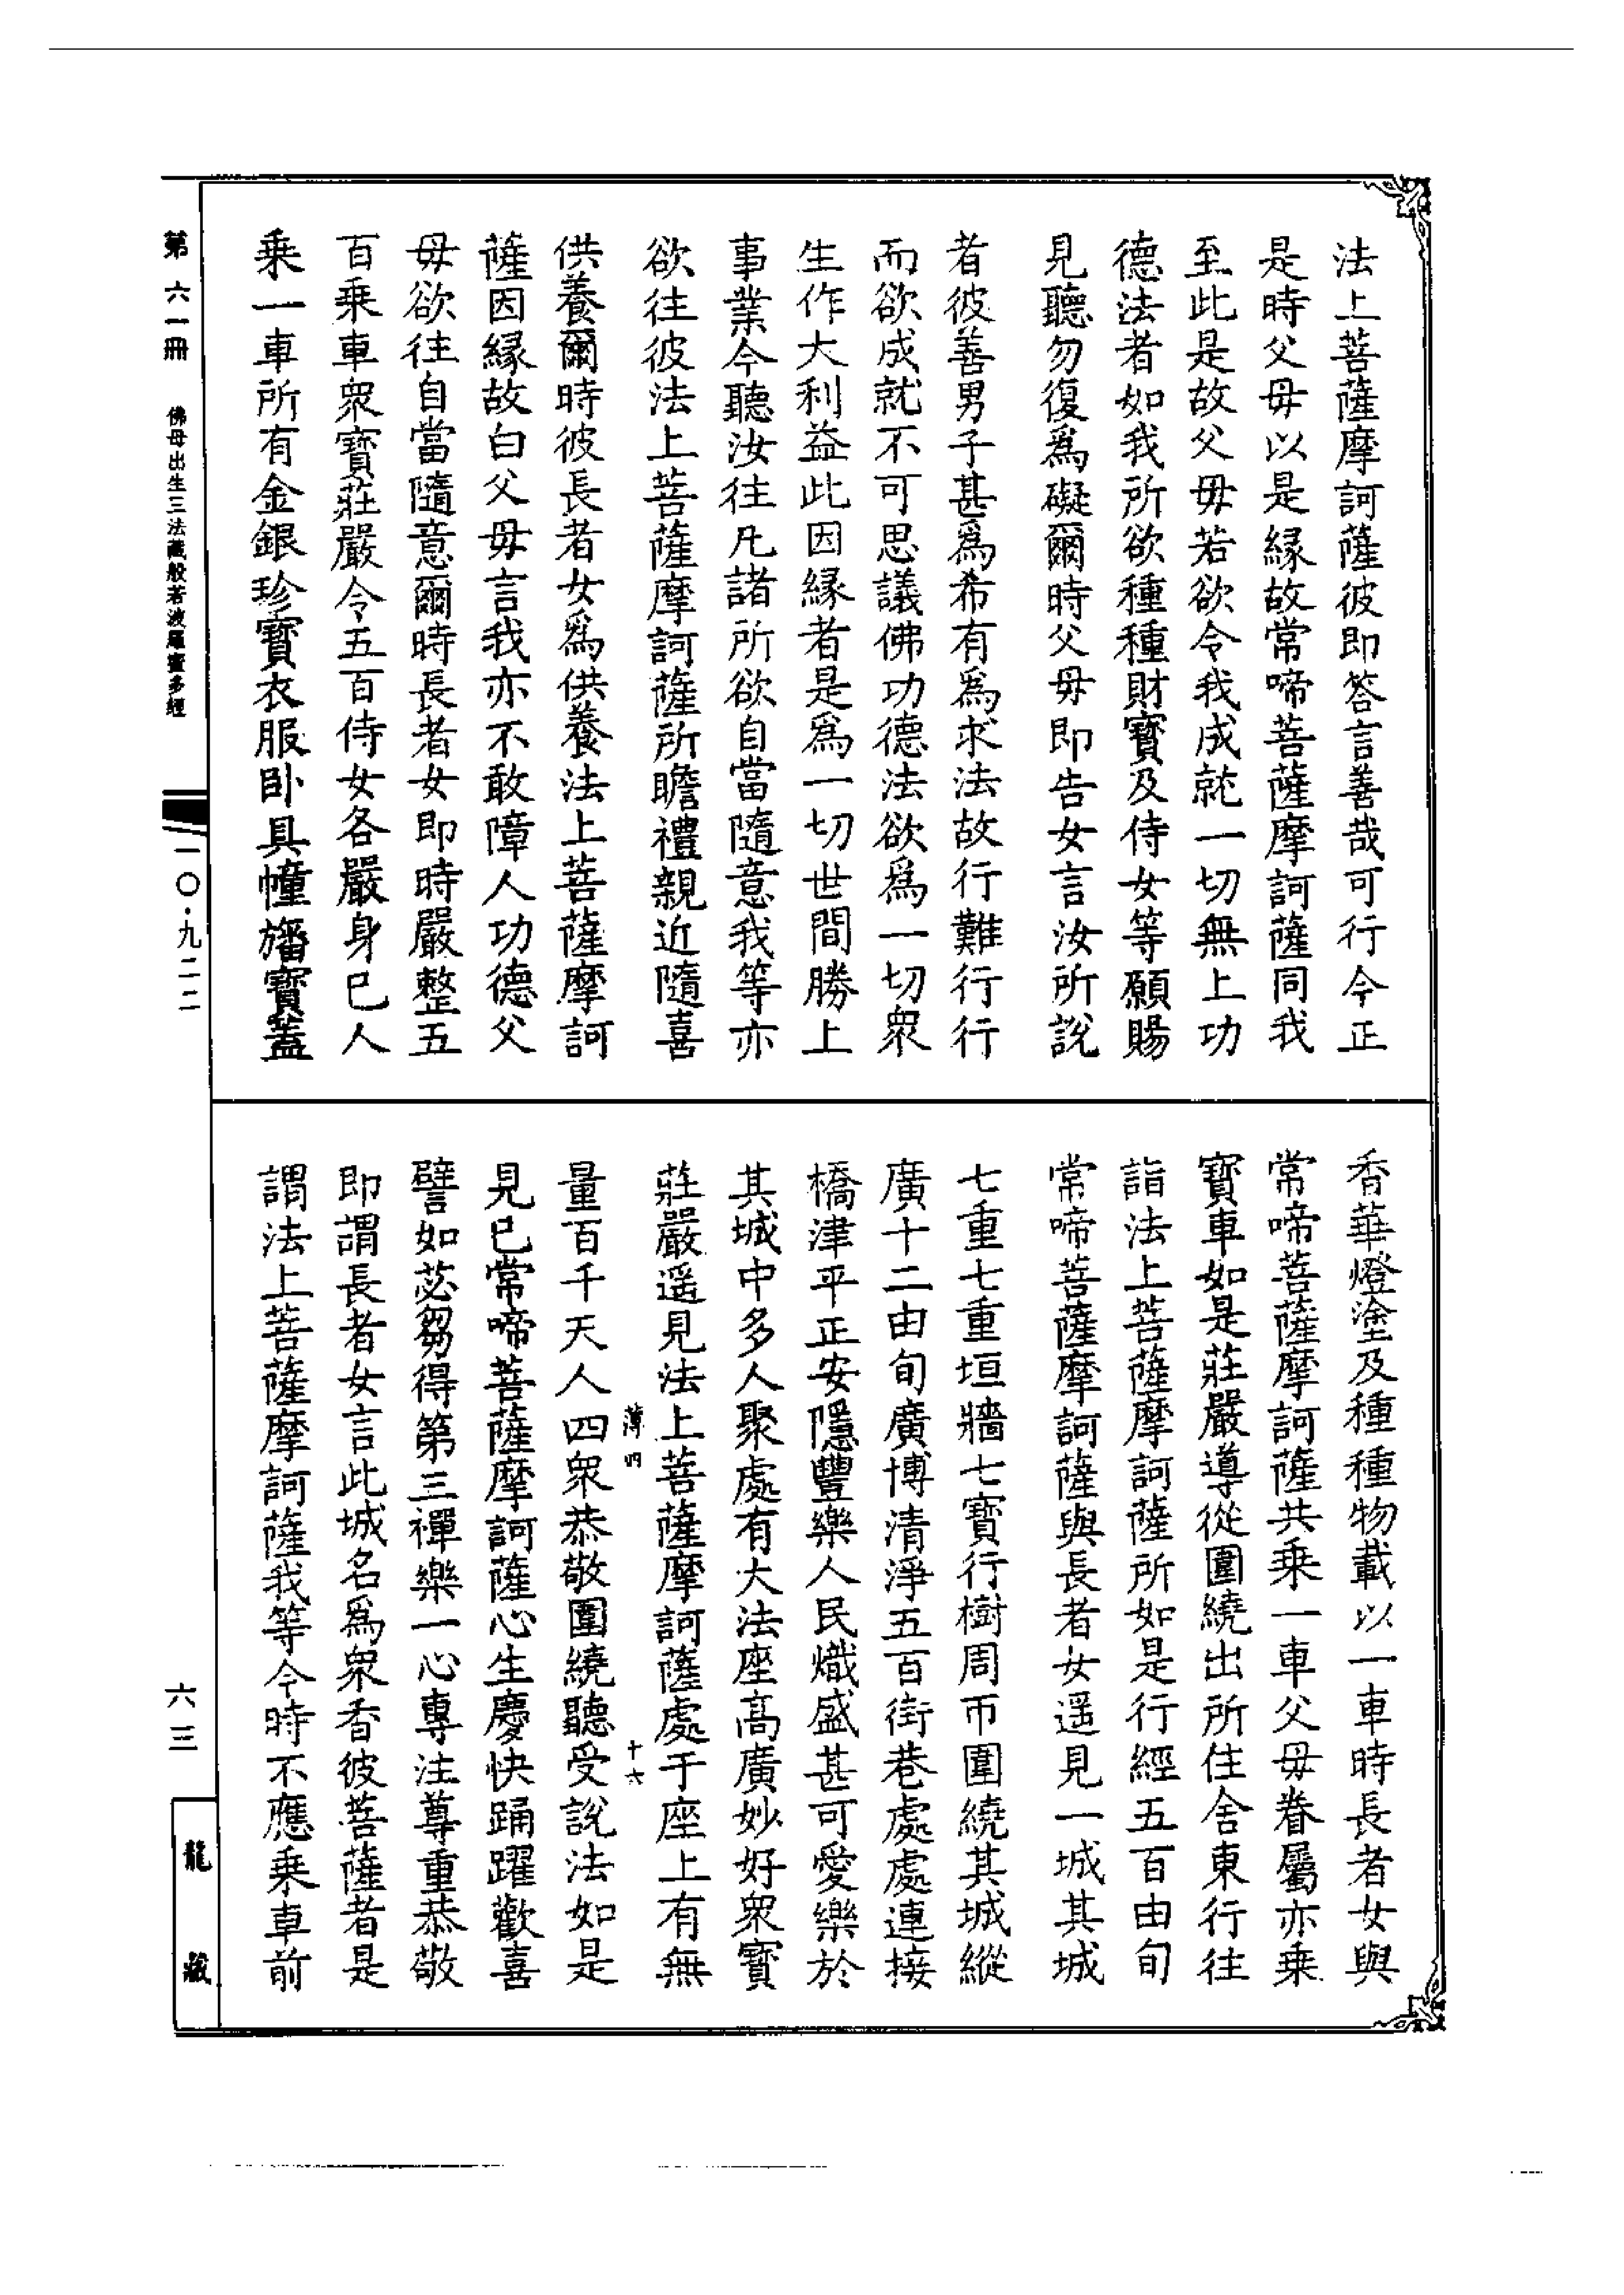 法上菩薩摩訶薩彼即答言善哉可行今正
是時父母以是縁故常啼菩薩摩訶薩同我
至此是故父母若欲令我成就一切無上功
德法者如我所欲種種財寳及侍女等願賜
見聽勿復爲礙爾時父母即告女言汝所說
者彼善男子甚爲希有爲求法故行難行行
而欲成就不可思議佛功德法欲爲一切衆
生作大利益此因縁者是爲一切世間勝上
事業今聽汝往凡諸所欲自當隨意我等亦
欲往彼法上菩薩摩訶薩所瞻禮親近隨喜
供養爾時彼長者女爲供養法上菩薩摩訶
薩因縁故白父母言我亦不敢障人功德父
母欲往自當隨意爾時長者女即時嚴整五
百乗車衆寳莊嚴令五百侍女各嚴身已人
乗一車所有金銀珍寳衣服卧具幢旛寳蓋
香華燈塗及種種物載以一車時長者女與
常啼菩薩摩訶薩共乗一車父母眷屬亦乗
寳車如是莊嚴導從圍繞出所住舍東行往
詣法上菩薩摩訶薩所如是行經五百由旬
常啼菩薩摩訶薩與長者女遥見一城其城
七重七重垣牆七寳行樹周帀圍繞其城縱
廣十二由旬廣博清淨五百街巷處處連接
橋津平正安隱豐樂人民熾盛甚可愛樂於
其城中多人聚處有大法座高廣妙好衆寳
莊嚴遥見法上菩薩摩訶薩處于座上有無
薄四　十六
量百千天人四衆恭敬圍繞聽受說法如是
見已常啼菩薩摩訶薩心生慶快踊躍歡喜
譬如苾芻得第三禪樂一心專注尊重恭敬
即謂長者女言此城名爲衆香彼菩薩者是
謂法上菩薩摩訶薩我等今時不應乗車前
第六一冊　佛母出生三法藏般若波羅蜜多經
一〇·九二二
六三
龍藏